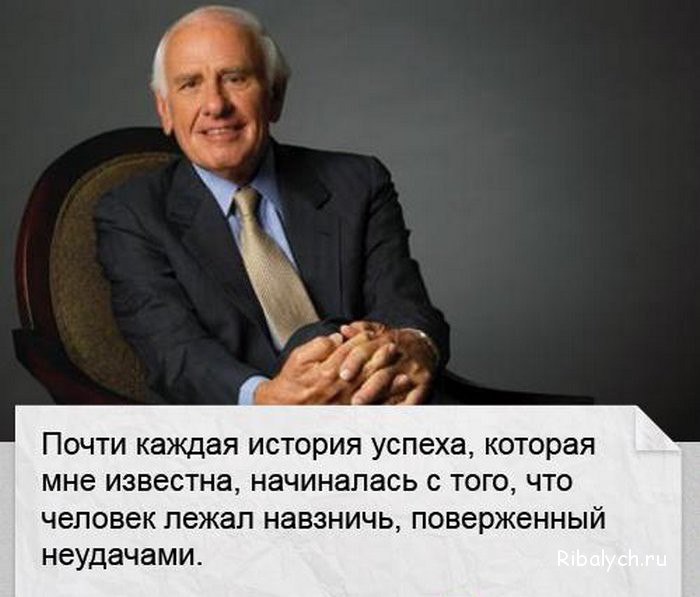 Почти каждая история успеха, которая
мне известна, начиналась с того, что
человек лежал навзничь, поверженный
неудачами.
Ribalych.ru